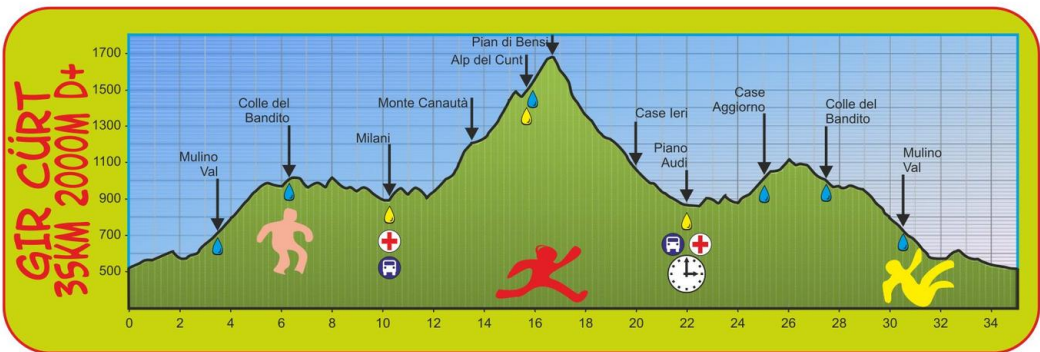 GIR CÜRT
35KM 2000M D+
1700
1500
1300
1100
900
700
500
Mulino
Val
Colle del
Bandito
Milani
Monte Canautà
Alp del Cunt
Pian di Bensi
Case Ieri
Piano
Audi
Case
Aggiorno
Colle del
Bandito
Mulino
Val
0 2 4 6 8 10 12 14 16 18 20 22 24 26 28 30 32 34